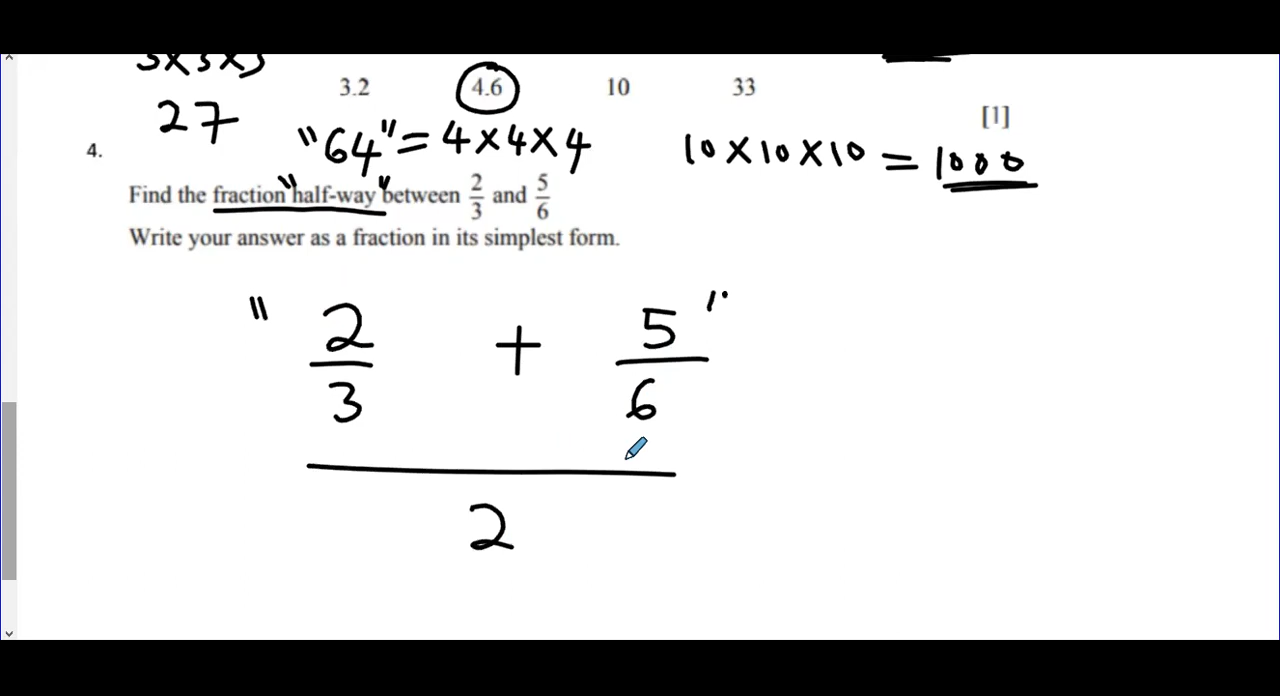 3x3x3
3.2 4.6 10 33
27
[1]
"64" = 4 x 4 x 4
10 x 10 x 10 = 1000
4.
Find the fraction "half-way" between 2/3 and 5/6
Write your answer as a fraction in its simplest form.
" 2/3 + 5/6 "
2